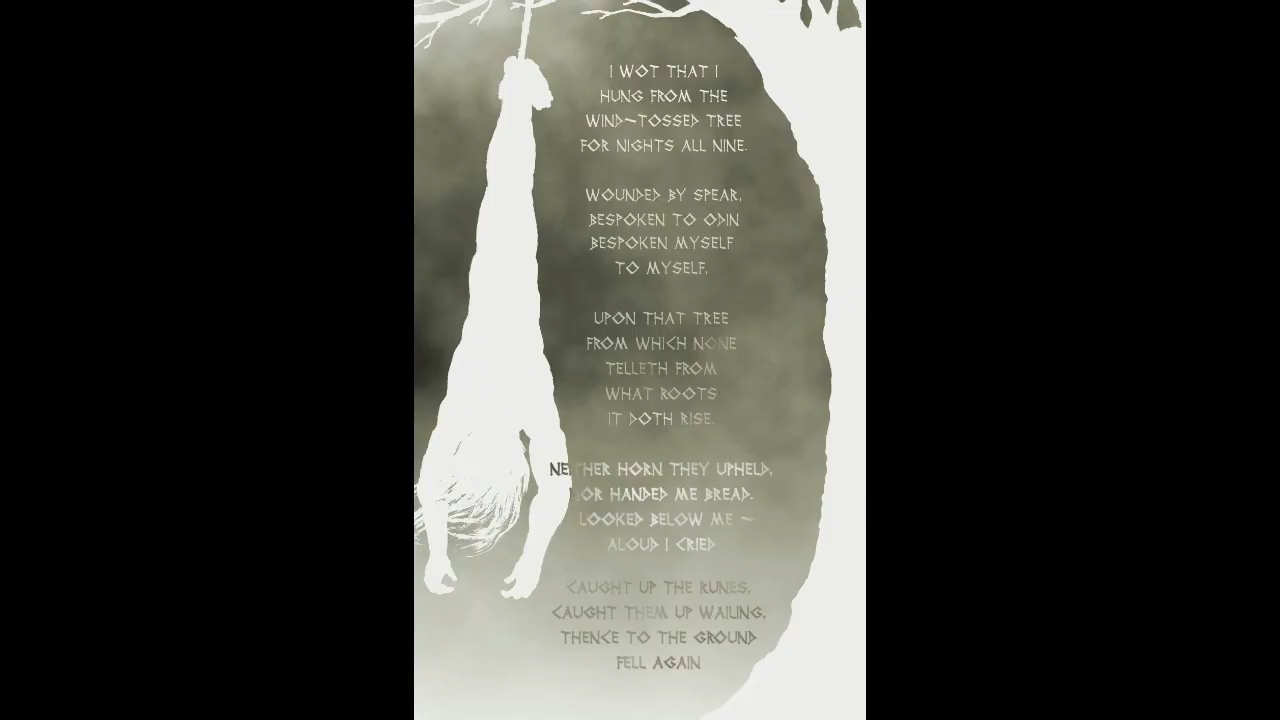 I WOT THAT I
HUNG FROM THE
WIND~TOSSED TREE
FOR NIGHTS ALL NINE.
WOUNDED BY SPEAR,
BESPOKEN TO ODIN
BESPOKEN MYSELF
TO MYSELF,
UPON THAT TREE
FROM WHICH NONE
TELLETH FROM
WHAT ROOTS
IT DOTH RISE.
NEITHER HORN THEY UPHELD,
NOR HANDED ME BREAD.
LOOKED BELOW ME ~
ALOUD I CRIED
CAUGHT UP THE RUNES,
CAUGHT THEM UP WAILING,
THENCE TO THE GROUND
FELL AGAIN